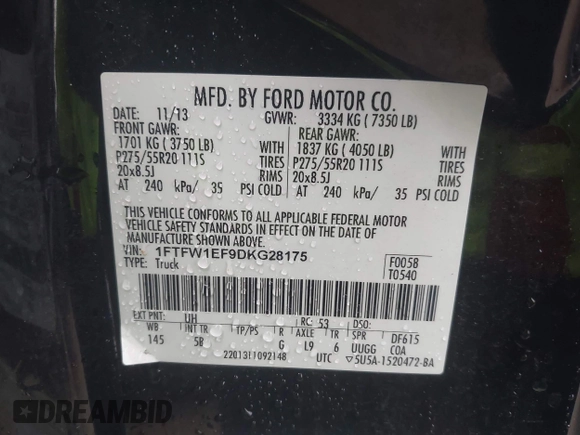 MFD. BY FORD MOTOR CO.
DATE: 11/13 GVWR: 3334 KG ( 7350 LB)
FRONT GAWR: REAR GAWR:
1701 KG ( 3750 LB) WITH 1837 KG ( 4050 LB) WITH
P275/55R20 111S TIRES P275/55R20 111S TIRES
20x8.5J RIMS 20x8.5J RIMS
AT 240 kPa/ 35 PSI COLD AT 240 kPa/ 35 PSI COLD
THIS VEHICLE CONFORMS TO ALL APPLICABLE FEDERAL MOTOR
VEHICLE SAFETY STANDARDS IN EFFECT ON THE DATE OF
MANUFACTURE SHOWN ABOVE.
VIN: 1FTFW1EF9DKG28175 F0058
TYPE: Truck T0540
EXT PNT: UH RC: 53 DSO:
WB INT TR TP/PS R AXLE TR SPR DF615
145 5B G L9 6 UUGG COA
2201311092148 UTC ▽5U5A-1520472-BA
DREAMBID